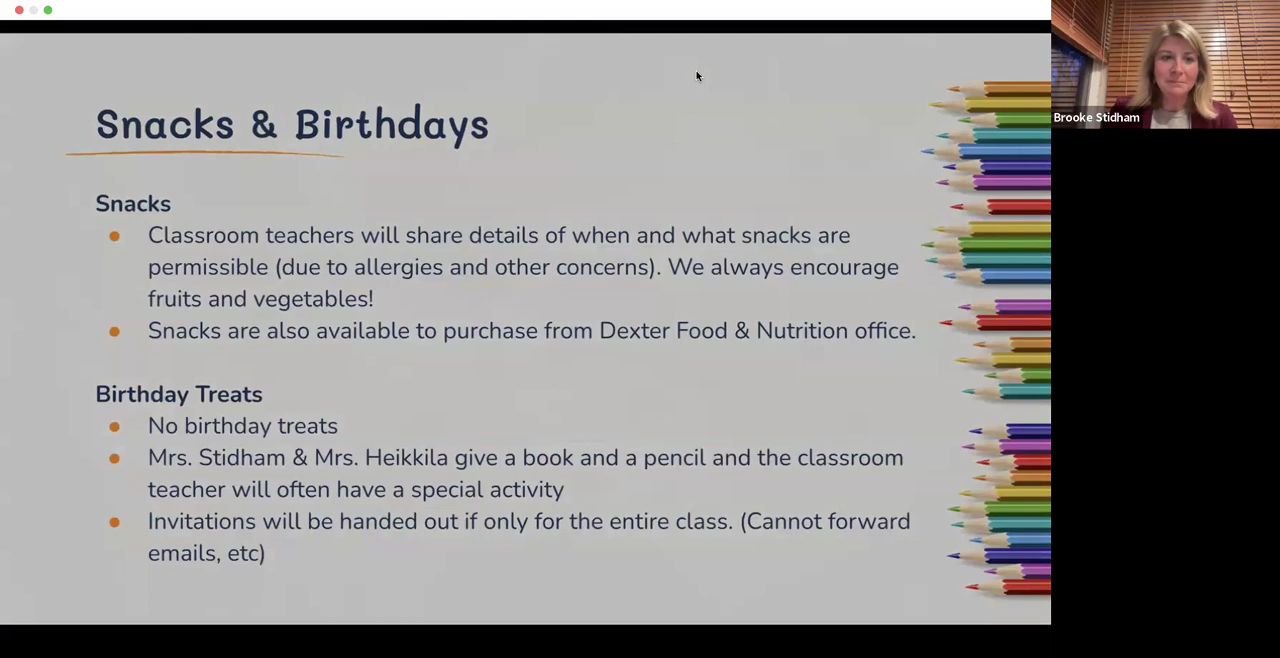 Snacks & Birthdays
Snacks
Classroom teachers will share details of when and what snacks are
permissible (due to allergies and other concerns). We always encourage
fruits and vegetables!
Snacks are also available to purchase from Dexter Food & Nutrition office.
Birthday Treats
No birthday treats
Mrs. Stidham & Mrs. Heikkila give a book and a pencil and the classroom
teacher will often have a special activity
Invitations will be handed out if only for the entire class. (Cannot forward
emails, etc)
Brooke Stidham